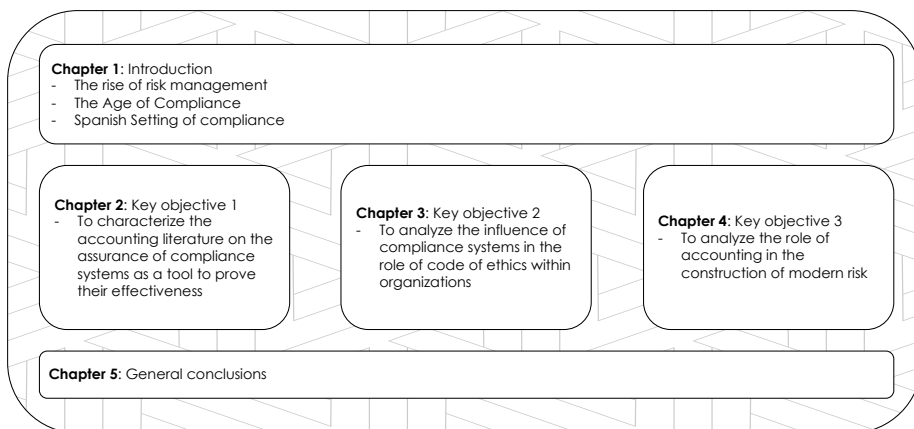 Chapter 1: Introduction
- The rise of risk management
- The Age of Compliance
- Spanish Setting of compliance
Chapter 2: Key objective 1
- To characterize the
accounting literature on the
assurance of compliance
systems as a tool to prove
their effectiveness
Chapter 3: Key objective 2
- To analyze the influence of
compliance systems in the
role of code of ethics within
organizations
Chapter 4: Key objective 3
- To analyze the role of
accounting in the
construction of modern risk
Chapter 5: General conclusions